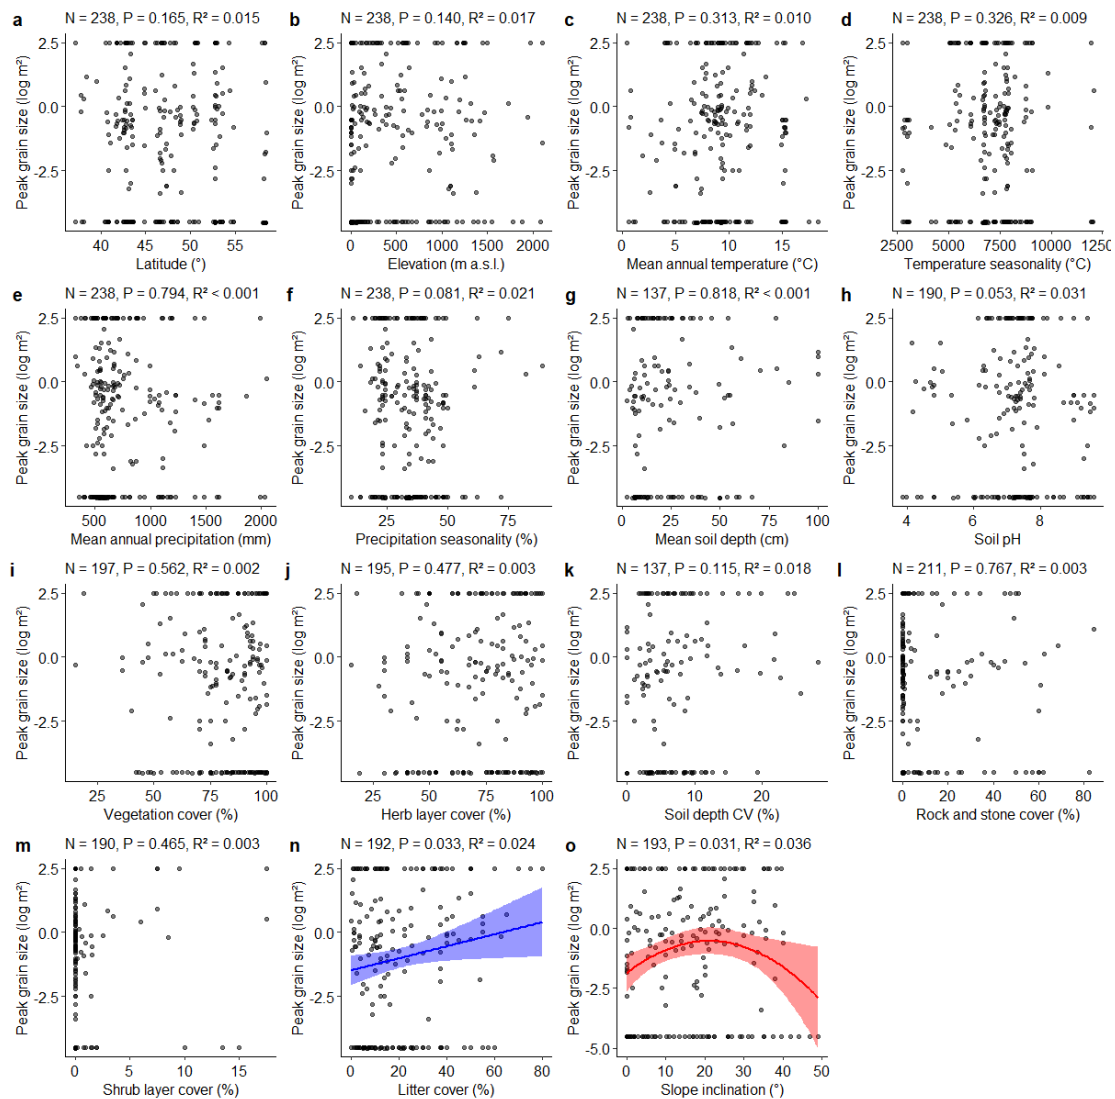 a N = 238, P = 0.165, R² = 0.015
b N = 238, P = 0.140, R² = 0.017
c N = 238, P = 0.313, R² = 0.010
d N = 238, P = 0.326, R² = 0.009
Peak grain size (log m²)
2.5
0.0
-2.5
40 45 50 55
Latitude (°)
Peak grain size (log m²)
2.5
0.0
-2.5
0 500 1000 1500 2000
Elevation (m a.s.l.)
Peak grain size (log m²)
2.5
0.0
-2.5
0 5 10 15
Mean annual temperature (°C)
Peak grain size (log m²)
2.5
0.0
-2.5
2500 5000 7500 10000 1250
Temperature seasonality (°C)
e N = 238, P = 0.794, R² < 0.001
f N = 238, P = 0.081, R² = 0.021
g N = 137, P = 0.818, R² < 0.001
h N = 190, P = 0.053, R² = 0.031
Peak grain size (log m²)
2.5
0.0
-2.5
500 1000 1500 2000
Mean annual precipitation (mm)
Peak grain size (log m²)
2.5
0.0
-2.5
25 50 75
Precipitation seasonality (%)
Peak grain size (log m²)
2.5
0.0
-2.5
0 25 50 75 100
Mean soil depth (cm)
Peak grain size (log m²)
2.5
0.0
-2.5
4 6 8
Soil pH
i N = 197, P = 0.562, R² = 0.002
j N = 195, P = 0.477, R² = 0.003
k N = 137, P = 0.115, R² = 0.018
l N = 211, P = 0.767, R² = 0.003
Peak grain size (log m²)
2.5
0.0
-2.5
25 50 75 100
Vegetation cover (%)
Peak grain size (log m²)
2.5
0.0
-2.5
25 50 75 100
Herb layer cover (%)
Peak grain size (log m²)
2.5
0.0
-2.5
0 10 20
Soil depth CV (%)
Peak grain size (log m²)
2.5
0.0
-2.5
0 20 40 60 80
Rock and stone cover (%)
m N = 190, P = 0.465, R² = 0.003
n N = 192, P = 0.033, R² = 0.024
o N = 193, P = 0.031, R² = 0.036
Peak grain size (log m²)
2.5
0.0
-2.5
0 5 10 15
Shrub layer cover (%)
Peak grain size (log m²)
2.5
0.0
-2.5
0 20 40 60 80
Litter cover (%)
Peak grain size (log m²)
2.5
0.0
-2.5
-5.0
0 10 20 30 40 50
Slope inclination (°)